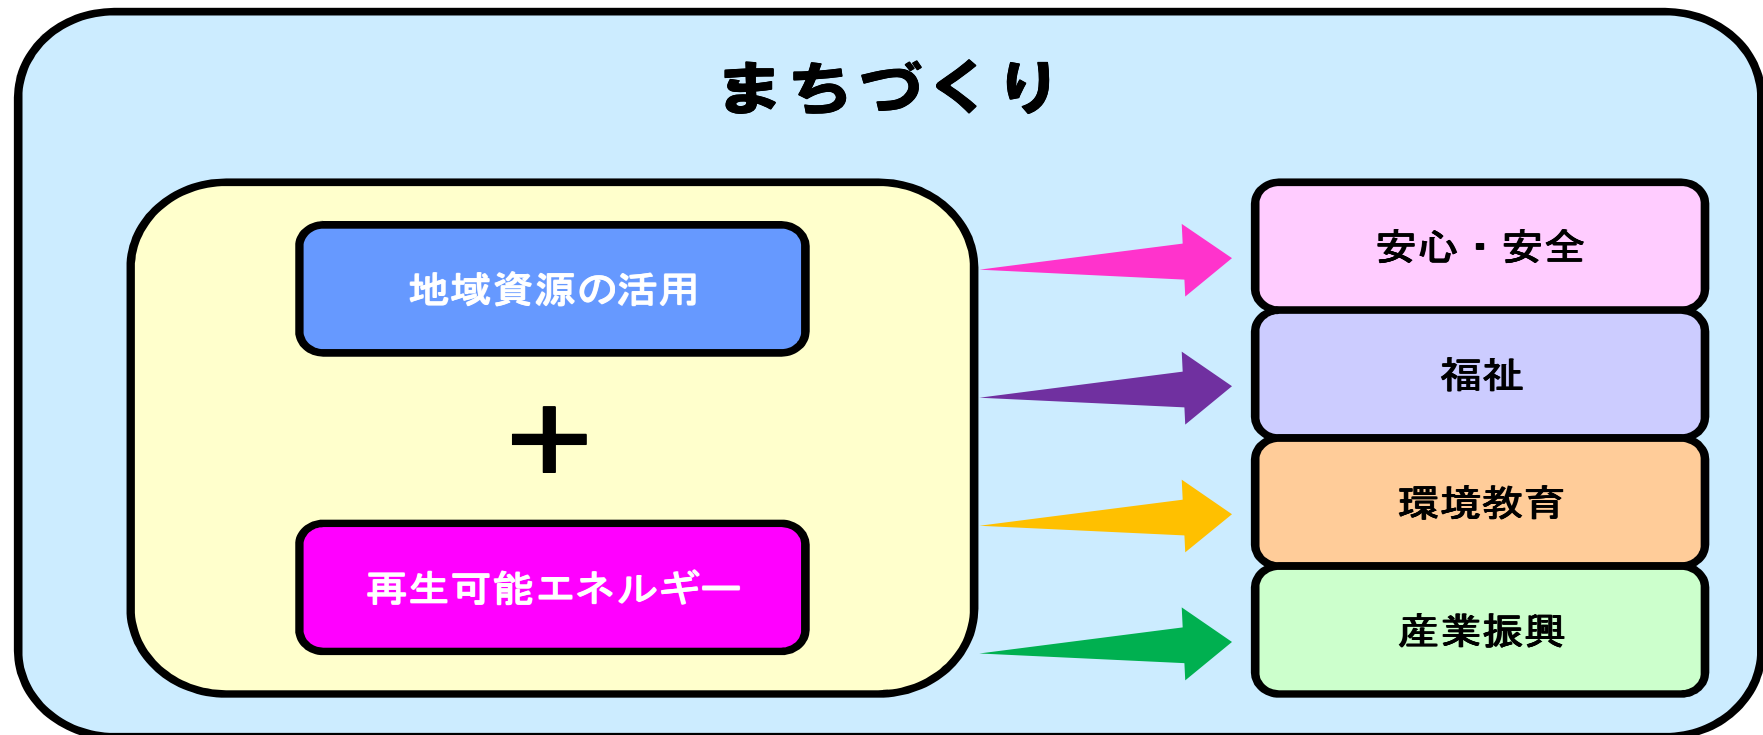 まちづくり
地域資源の活用
＋
再生可能エネルギー
安心・安全
福祉
環境教育
産業振興